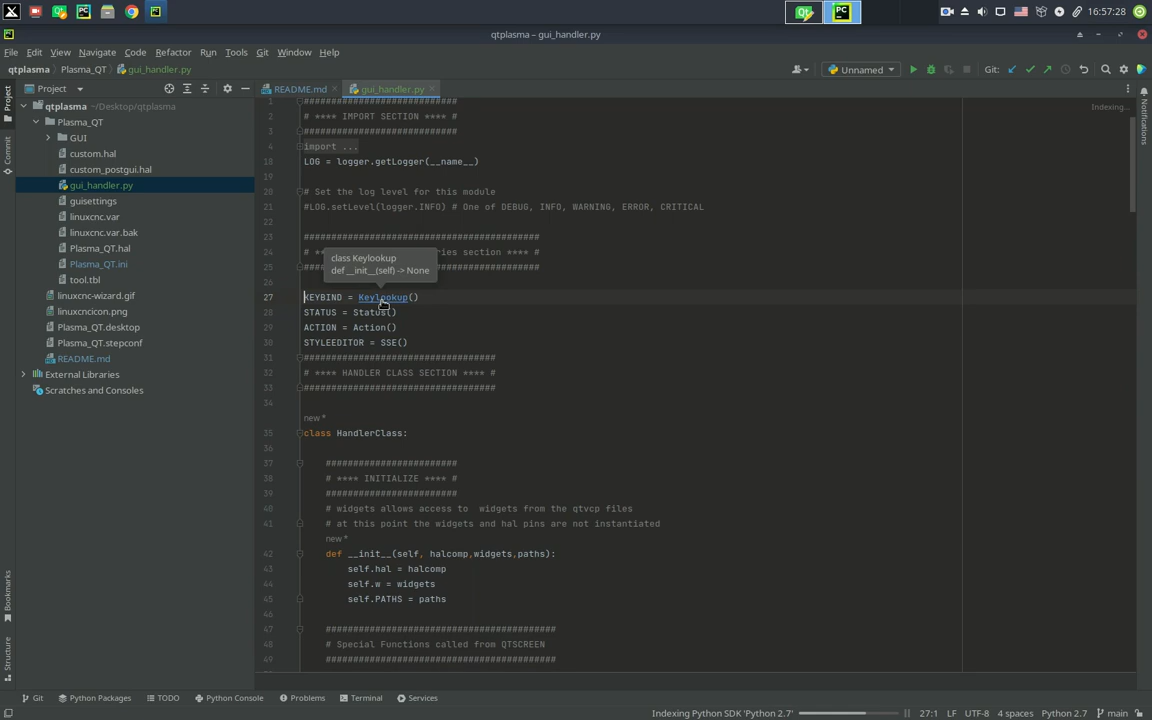 PC
PC
16:57:28
qtplasma – gui_handler.py
File Edit View Navigate Code Refactor Run Tools Git Window Help
qtplasma Plasma_QT gui_handler.py
Unnamed
Git:
Project
README.md
gui_handler.py
Indexing...
qtplasma ~/Desktop/qtplasma
Plasma_QT
GUI
custom.hal
custom_postgui.hal
gui_handler.py
guisettings
linuxcnc.var
linuxcnc.var.bak
Plasma_QT.hal
Plasma_QT.ini
tool.tbl
linuxcnc-wizard.gif
linuxcncicon.png
Plasma_QT.desktop
Plasma_QT.stepconf
README.md
External Libraries
Scratches and Consoles
Project
Commit
Bookmarks
Structure
Notifications
1 ############################
2 # **** IMPORT SECTION **** #
3 ############################
4 import ...
18 LOG = logger.getLogger(__name__)
19
20 # Set the log level for this module
21 #LOG.setLevel(logger.INFO) # One of DEBUG, INFO, WARNING, ERROR, CRITICAL
22
23 ###########################################
24 # ries section **** #
25
class Keylookup
def __init__(self) -> None
26
27 KEYBIND = Keylookup()
28 STATUS = Status()
29 ACTION = Action()
30 STYLEEDITOR = SSE()
31 ###################################
32 # **** HANDLER CLASS SECTION **** #
33 ###################################
34
new *
35 class HandlerClass:
36
37 ########################
38 # **** INITIALIZE **** #
39 ########################
40 # widgets allows access to  widgets from the qtvcp files
41 # at this point the widgets and hal pins are not instantiated
new *
42 def __init__(self, halcomp,widgets,paths):
43 self.hal = halcomp
44 self.w = widgets
45 self.PATHS = paths
46
47 ##########################################
48 # Special Functions called from QTSCREEN
49 ##########################################
Git Python Packages TODO Python Console Problems Terminal Services
Indexing Python SDK 'Python 2.7' 27:1 LF UTF-8 4 spaces Python 2.7 main